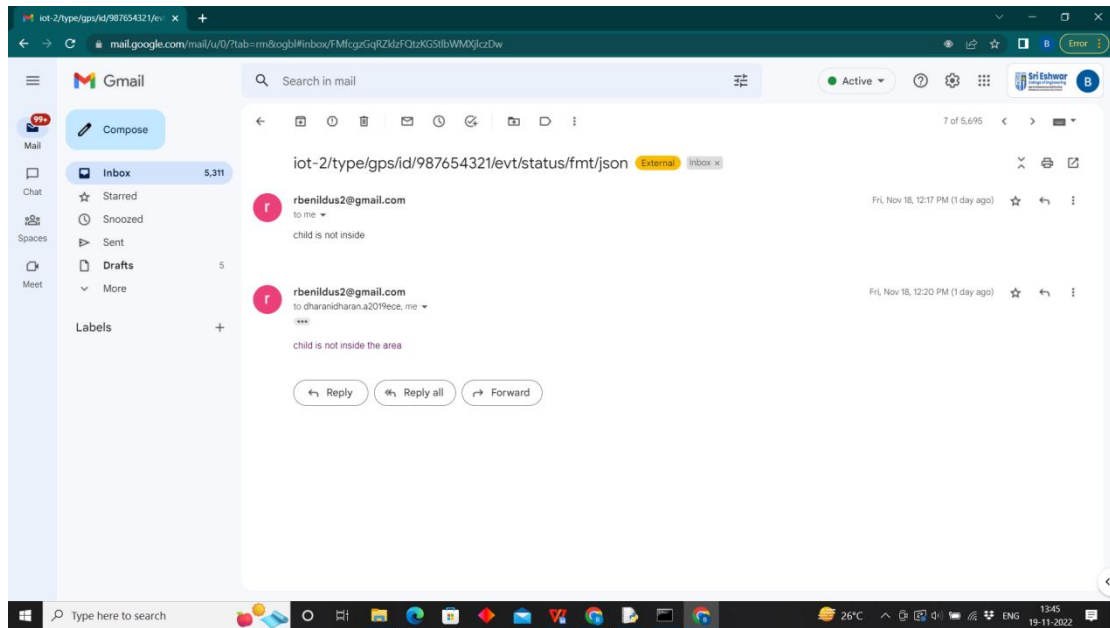 iot-2/type/gps/id/987654321/ev
mail.google.com/mail/u/0/?tab=rm&ogbl#inbox/FMfcgzGqRZldzFQtzKGStlbWMXjlczDw
B
Error
Gmail
Search in mail
Active
Sri Eshwar
B
99+
Mail
Compose
7 of 5,695
Inbox 5,311
iot-2/type/gps/id/987654321/evt/status/fmt/json External Inbox x
Chat
Starred
rbenildus2@gmail.com Fri, Nov 18, 12:17 PM (1 day ago)
r
to me
Snoozed
Spaces
child is not inside
Sent
Drafts 5
Meet
More
rbenildus2@gmail.com Fri, Nov 18, 12:20 PM (1 day ago)
r
to dharanidharan.a2019ece, me
Labels
child is not inside the area
Reply
Reply all
Forward
Type here to search
26°C
ENG
13:45
19-11-2022